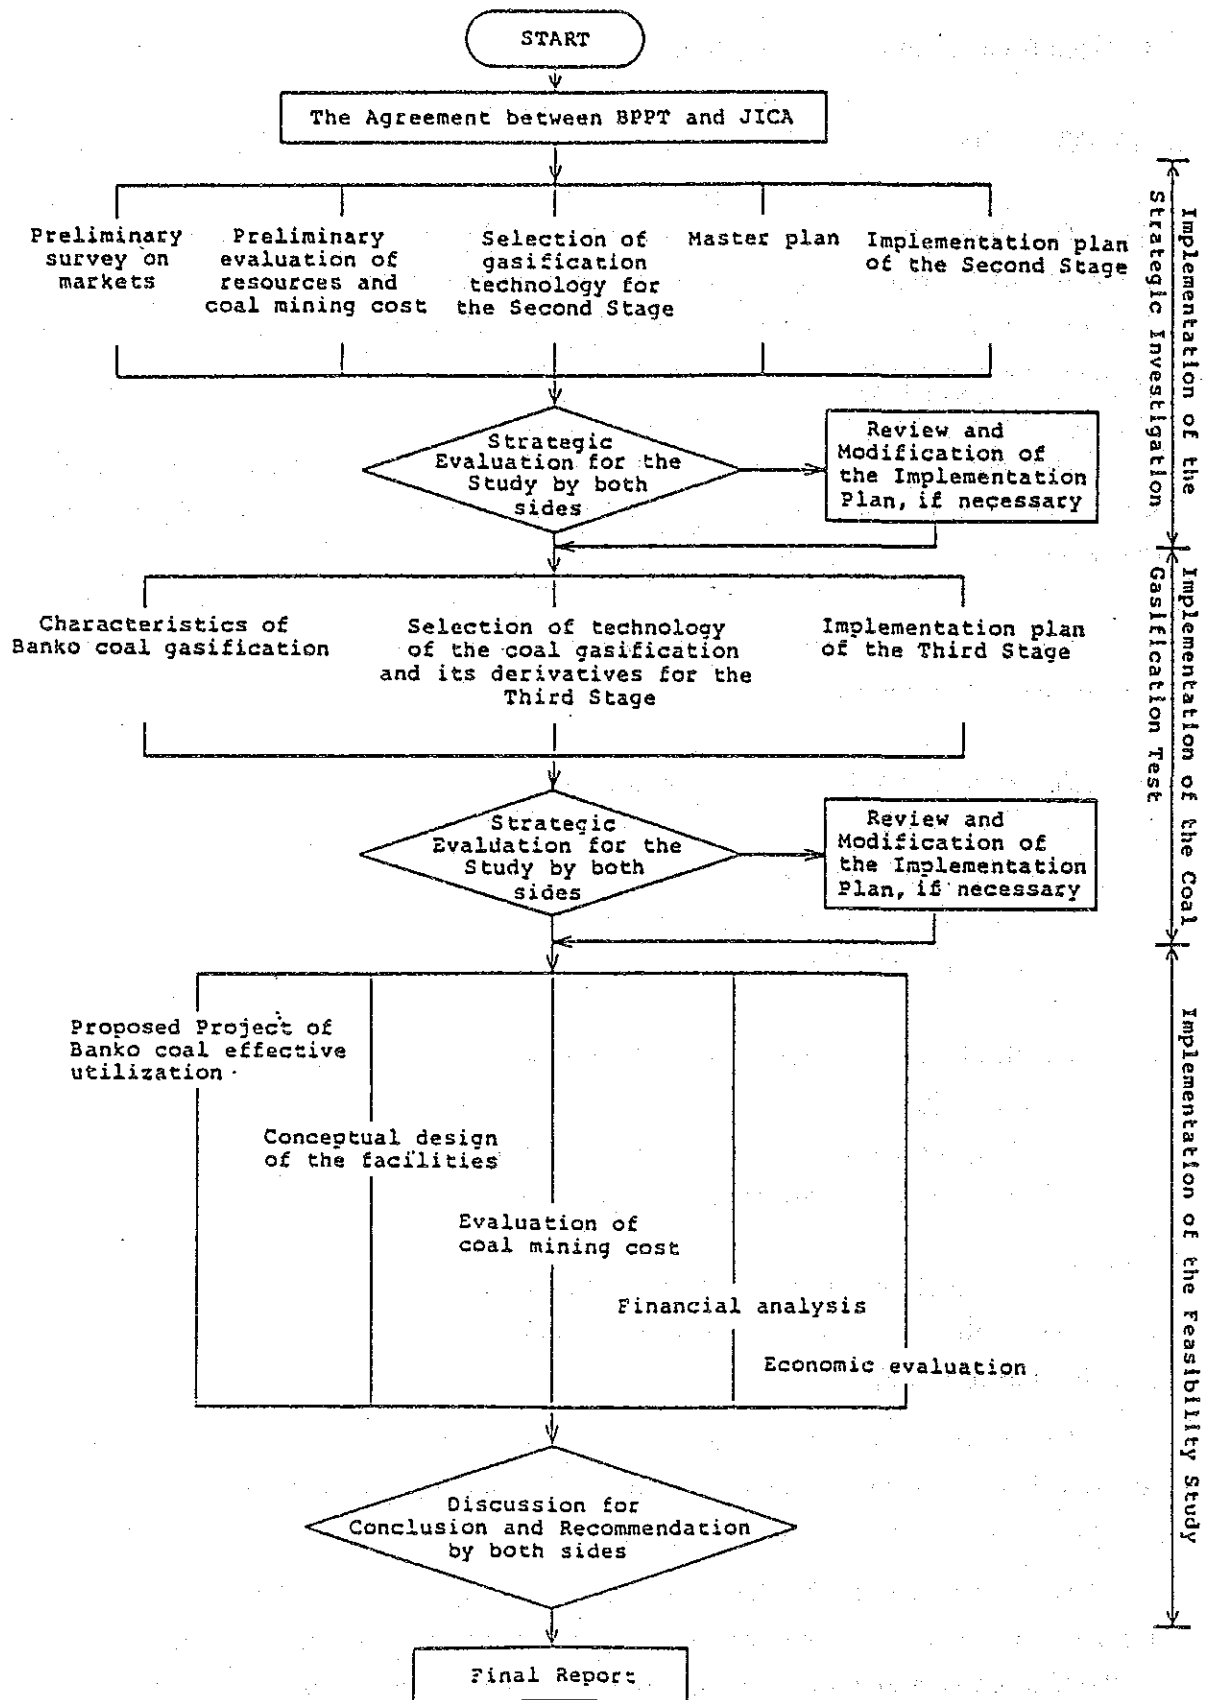 START
The Agreement between BPPT and JICA
Preliminary
survey on
markets
Preliminary
evaluation of
resources and
coal mining cost
Selection of
gasification
technology for
the Second Stage
Master plan
Implementation plan
of the Second Stage
Implementation of the
Strategic Investigation
Strategic
Evaluation for the
Study by both
sides
Review and
Modification of
the Implementation
Plan, if necessary
Characteristics of
Banko coal gasification
Selection of technology
of the coal gasification
and its derivatives for the
Third Stage
Implementation plan
of the Third Stage
Implementation of the Coal
Gasification Test
Strategic
Evaluation for the
Study by both
sides
Review and
Modification of
the Implementation
Plan, if necessary
Proposed Project of
Banko coal effective
utilization
Conceptual design
of the facilities
Evaluation of
coal mining cost
Financial analysis
Economic evaluation
Implementation of the Feasibility Study
Discussion for
Conclusion and Recommendation
by both sides
Final Report